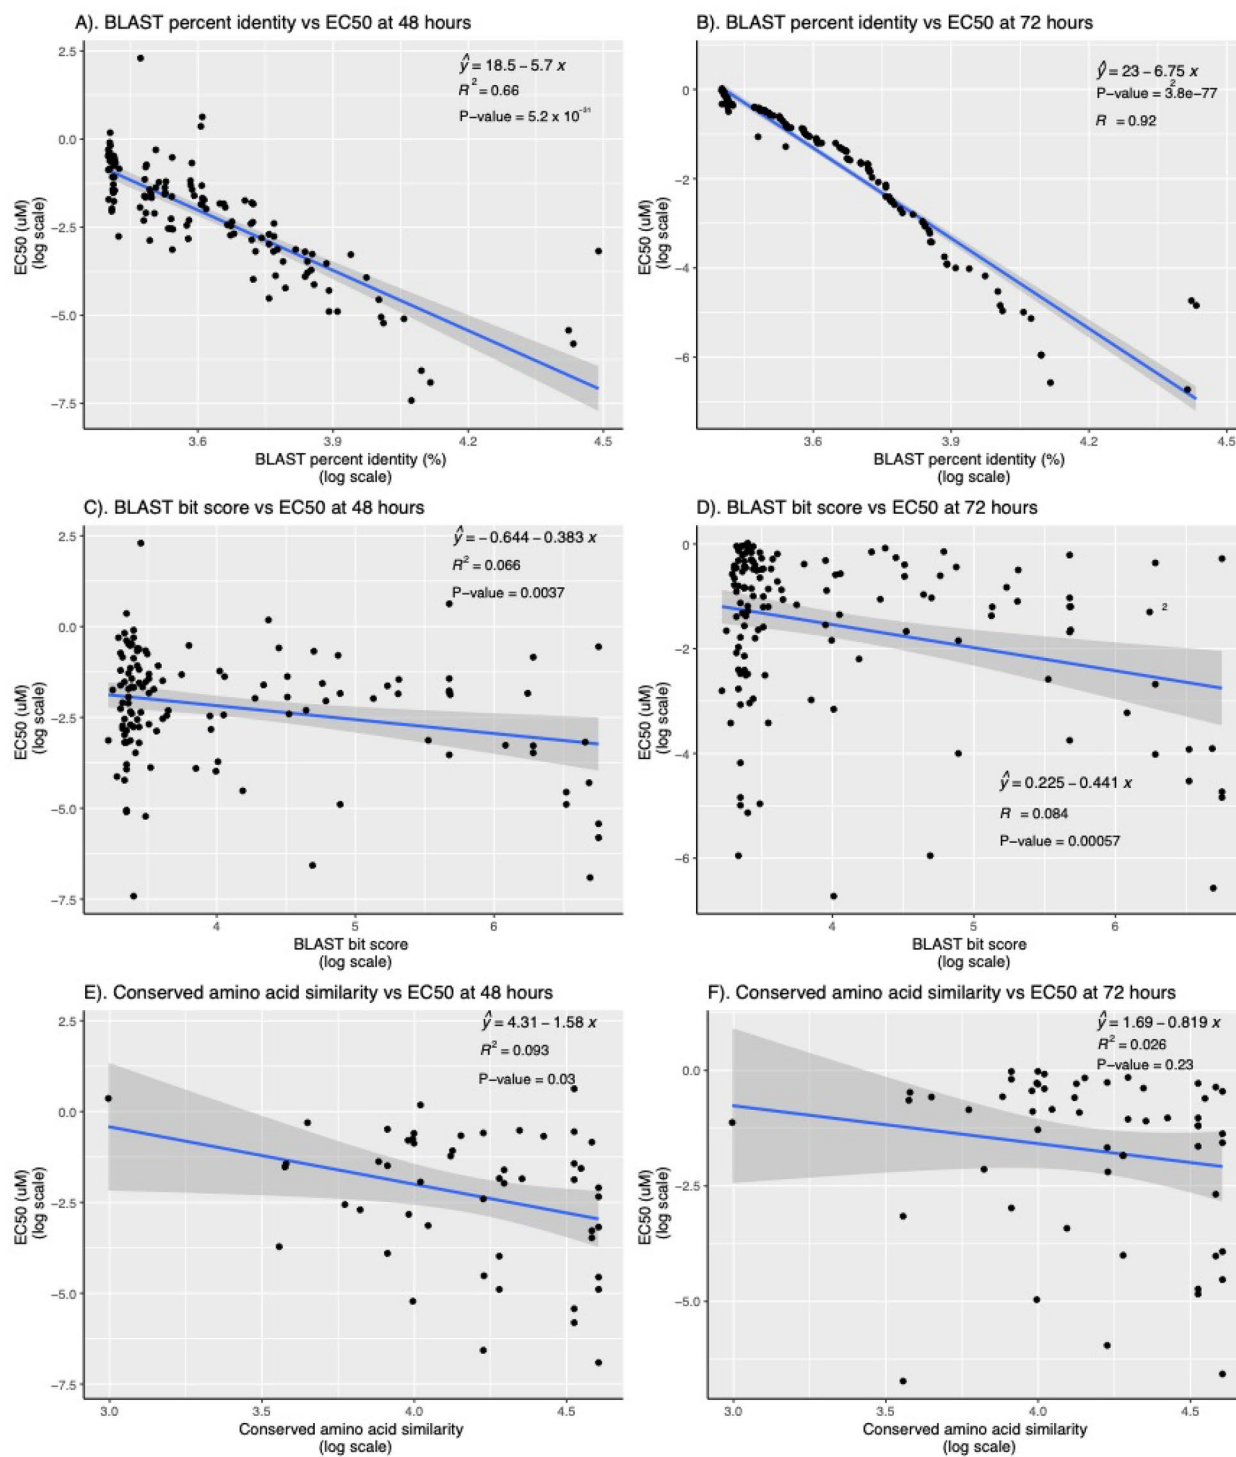 A). BLAST percent identity vs EC50 at 48 hours
2.5
0.0
−2.5
−5.0
−7.5
EC50 (uM)
(log scale)
ŷ = 18.5 − 5.7 x
R² = 0.66
P−value = 5.2 x 10⁻³¹
3.6 3.9 4.2 4.5
BLAST percent identity (%)
(log scale)
B). BLAST percent identity vs EC50 at 72 hours
0
−2
−4
−6
EC50 (uM)
(log scale)
ŷ = 23 − 6.75 x
2
P−value = 3.8e−77
R = 0.92
3.6 3.9 4.2 4.5
BLAST percent identity (%)
(log scale)
C). BLAST bit score vs EC50 at 48 hours
2.5
0.0
−2.5
−5.0
−7.5
EC50 (uM)
(log scale)
ŷ = − 0.644 − 0.383 x
R² = 0.066
P−value = 0.0037
4 5 6
BLAST bit score
(log scale)
D). BLAST bit score vs EC50 at 72 hours
0
−2
−4
−6
EC50 (uM)
(log scale)
2
ŷ = 0.225 − 0.441 x
R = 0.084
P−value = 0.00057
4 5 6
BLAST bit score
(log scale)
E). Conserved amino acid similarity vs EC50 at 48 hours
2.5
0.0
−2.5
−5.0
−7.5
EC50 (uM)
(log scale)
ŷ = 4.31 − 1.58 x
R² = 0.093
P−value = 0.03
3.0 3.5 4.0 4.5
Conserved amino acid similarity
(log scale)
F). Conserved amino acid similarity vs EC50 at 72 hours
0.0
−2.5
−5.0
EC50 (uM)
(log scale)
ŷ = 1.69 − 0.819 x
R² = 0.026
P−value = 0.23
3.0 3.5 4.0 4.5
Conserved amino acid similarity
(log scale)